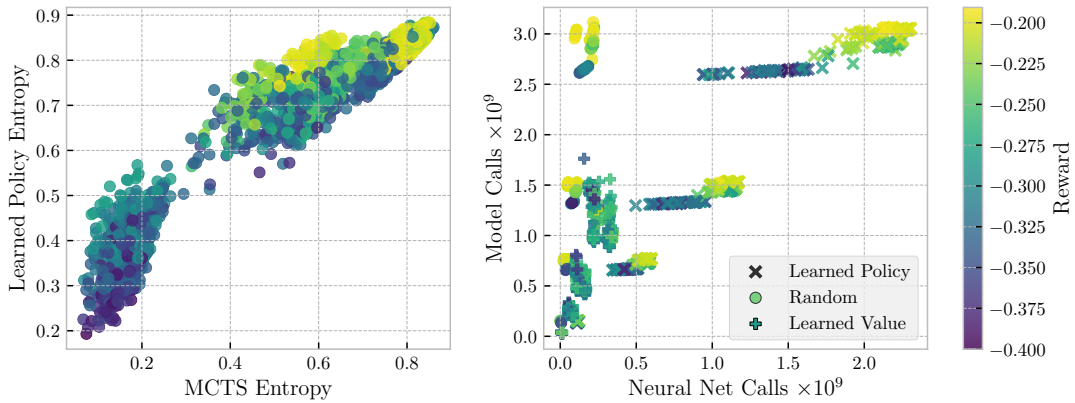 0.9
0.8
0.7
0.6
0.5
0.4
0.3
0.2
Learned Policy Entropy
0.2 0.4 0.6 0.8
MCTS Entropy
3.0
2.5
2.0
1.5
1.0
0.5
0.0
Model Calls ×10⁹
0.0 0.5 1.0 1.5 2.0
Neural Net Calls ×10⁹
Learned Policy
Random
Learned Value
−0.200
−0.225
−0.250
−0.275
−0.300
−0.325
−0.350
−0.375
−0.400
Reward